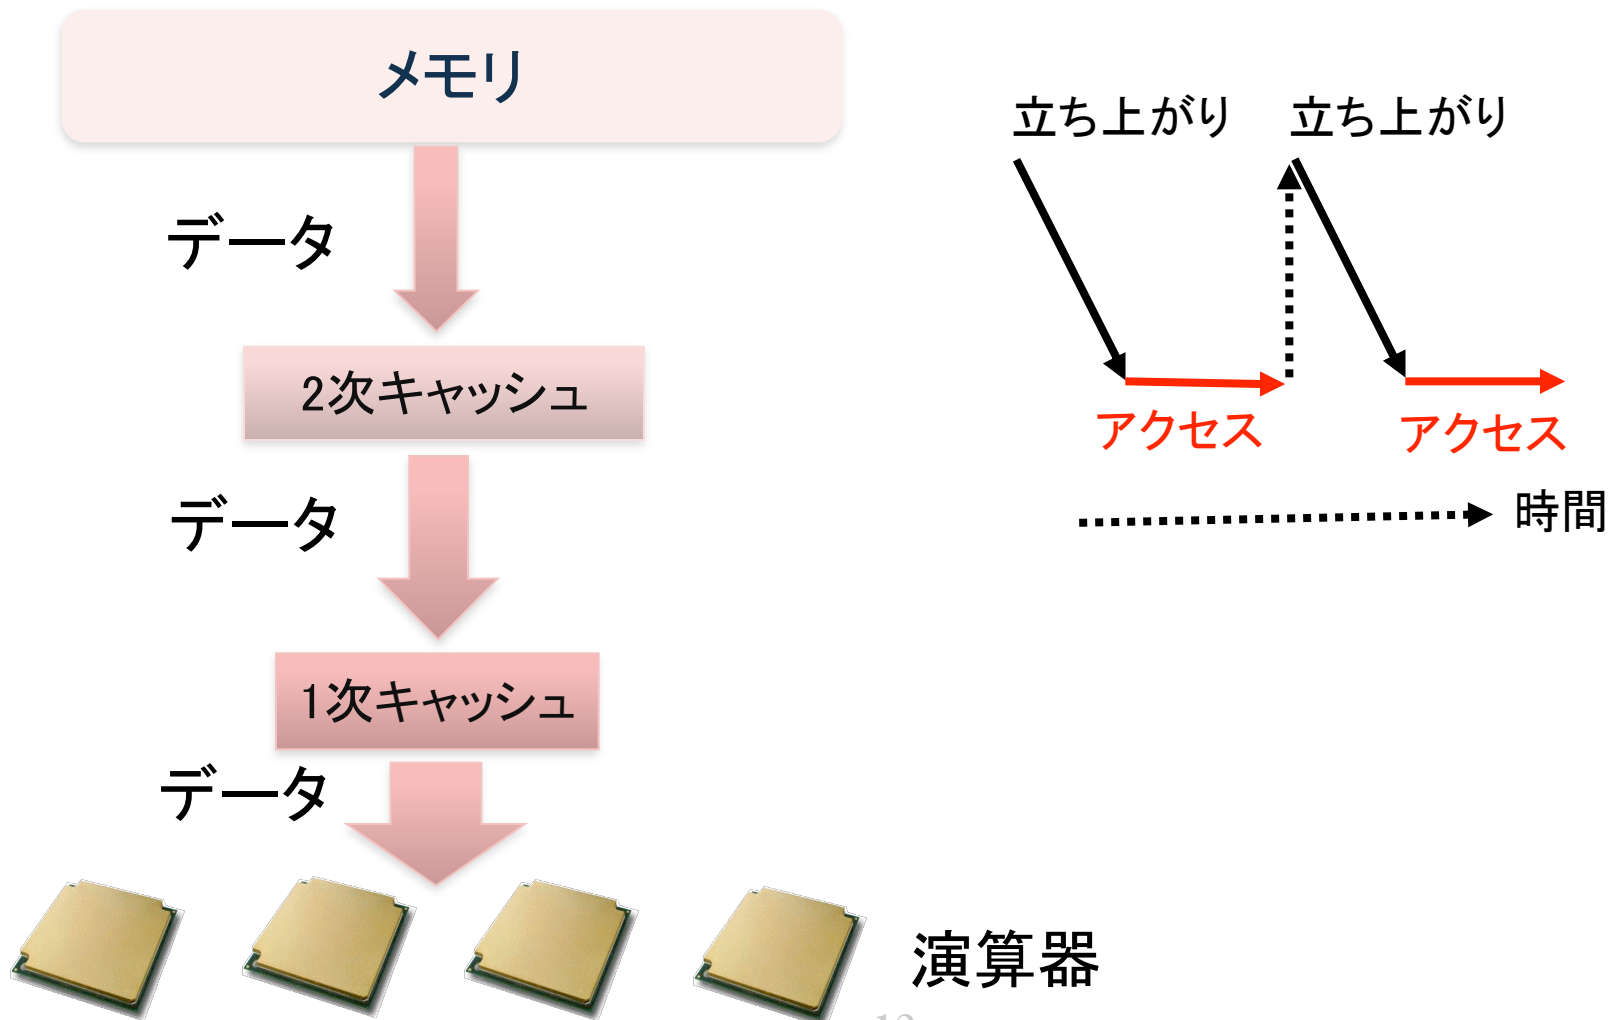 メモリ
データ
2次キャッシュ
データ
1次キャッシュ
データ
演算器
立ち上がり 立ち上がり
アクセス アクセス
時間